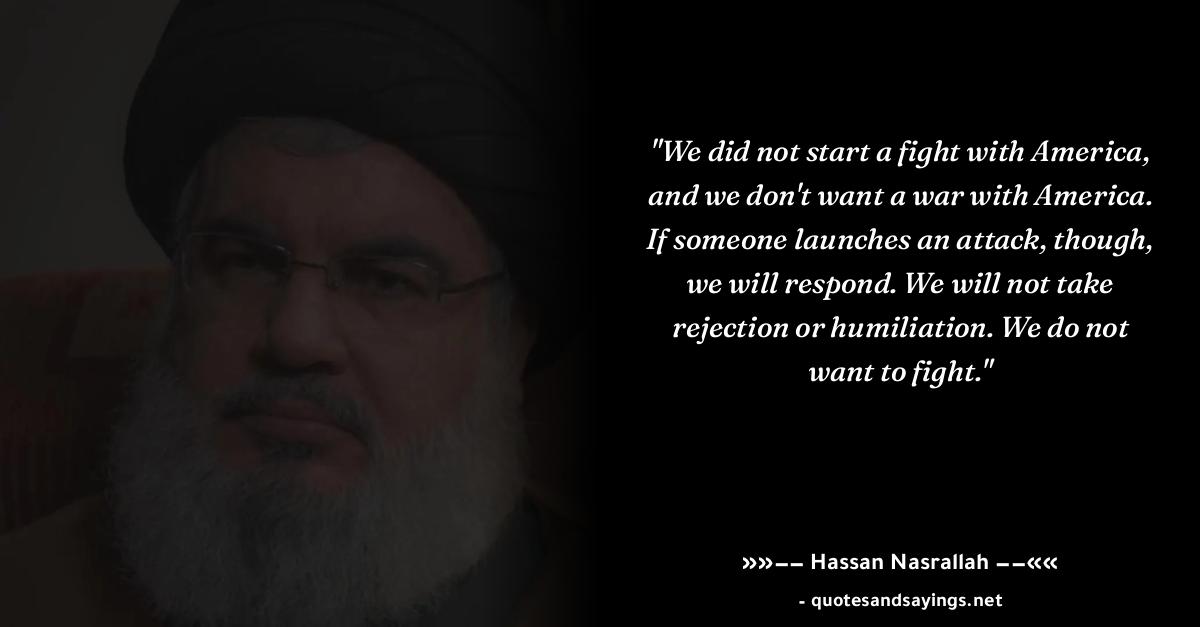 "We did not start a fight with America,
and we don't want a war with America.
If someone launches an attack, though,
we will respond. We will not take
rejection or humiliation. We do not
want to fight."
»»–– Hassan Nasrallah ––««
- quotesandsayings.net